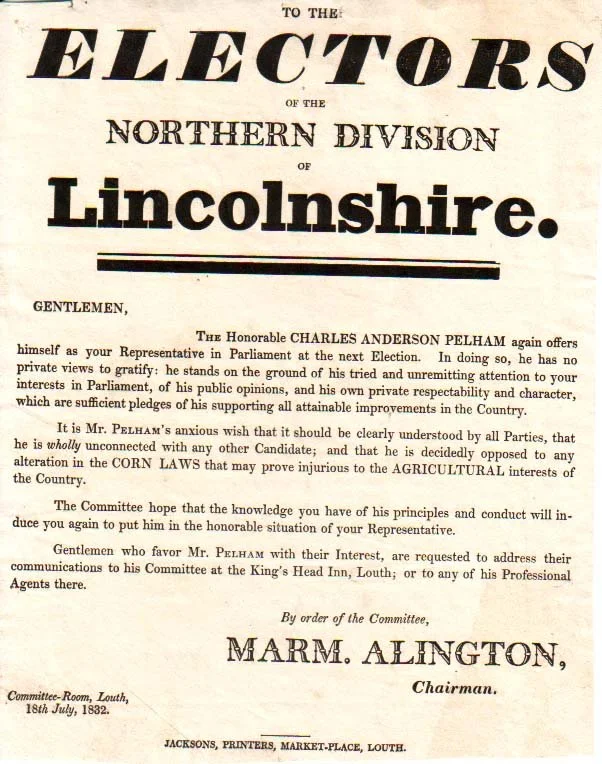 TO THE
ELECTORS
OF THE
NORTHERN DIVISION
OF
Lincolnshire.
GENTLEMEN,
THE Honorable CHARLES ANDERSON PELHAM again offers
himself as your Representative in Parliament at the next Election. In doing so, he has no
private views to gratify: he stands on the ground of his tried and unremitting attention to your
interests in Parliament, of his public opinions, and his own private respectability and character,
which are sufficient pledges of his supporting all attainable improvements in the Country.
It is Mr. PELHAM's anxious wish that it should be clearly understood by all Parties, that
he is wholly unconnected with any other Candidate; and that he is decidedly opposed to any
alteration in the CORN LAWS that may prove injurious to the AGRICULTURAL interests of
the Country.
The Committee hope that the knowledge you have of his principles and conduct will in-
duce you again to put him in the honorable situation of your Representative.
Gentlemen who favor Mr. PELHAM with their Interest, are requested to address their
communications to his Committee at the King's Head Inn, Louth; or to any of his Professional
Agents there.
By order of the Committee,
MARM. ALINGTON,
Chairman.
Committee-Room, Louth,
18th July, 1832.
JACKSONS, PRINTERS, MARKET-PLACE, LOUTH.